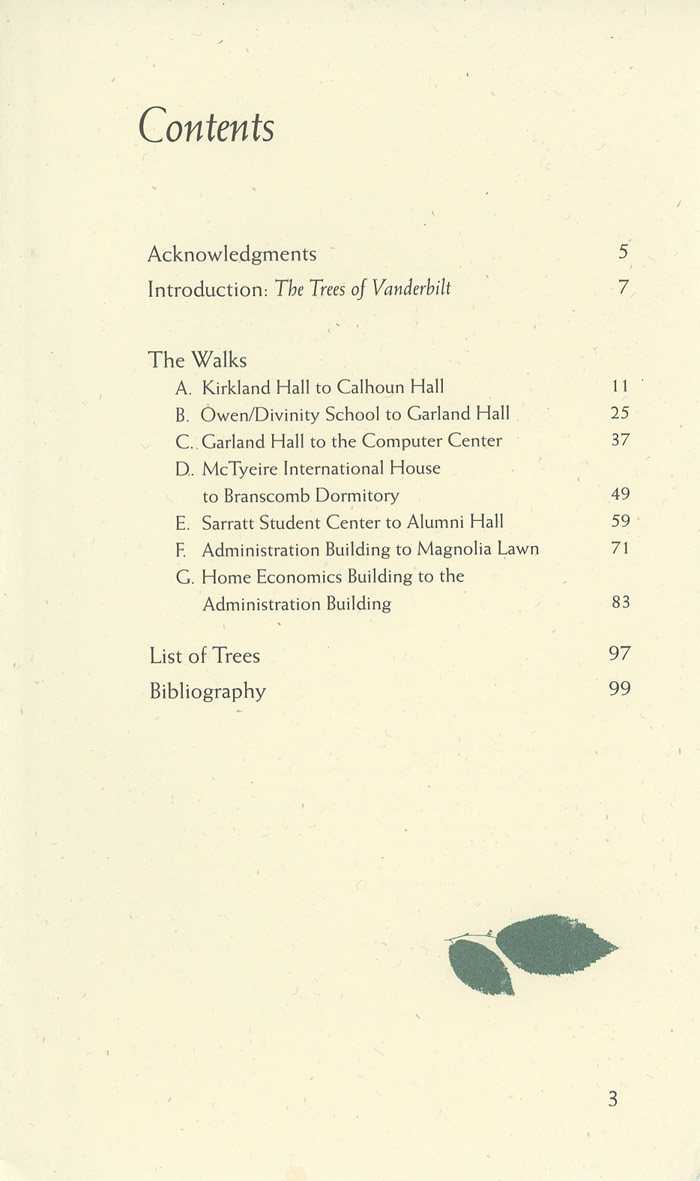 Contents
Acknowledgments 5
Introduction: The Trees of Vanderbilt 7
The Walks
A. Kirkland Hall to Calhoun Hall 11
B. Owen/Divinity School to Garland Hall 25
C. Garland Hall to the Computer Center 37
D. McTyeire International House
to Branscomb Dormitory 49
E. Sarratt Student Center to Alumni Hall 59
F. Administration Building to Magnolia Lawn 71
G. Home Economics Building to the
Administration Building 83
List of Trees 97
Bibliography 99
3